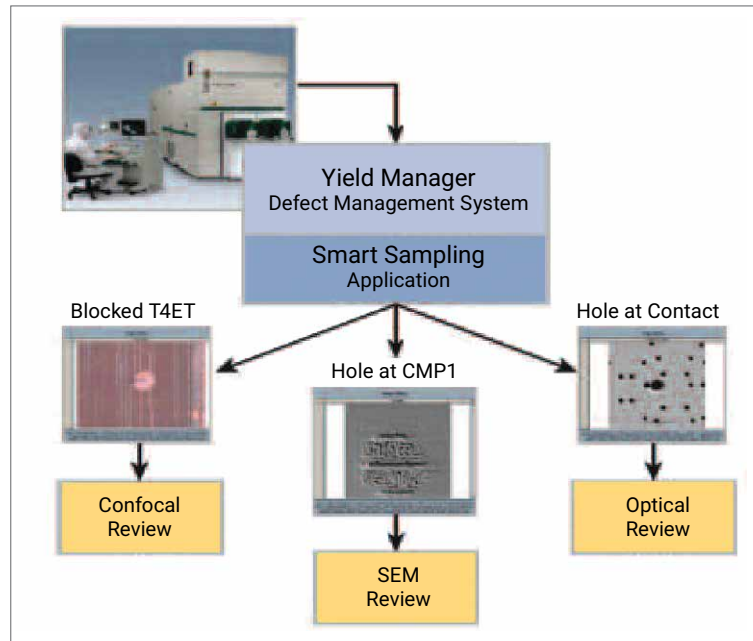 Yield Manager
Defect Management System
Smart Sampling
Application
Blocked T4ET
Hole at CMP1
Hole at Contact
Confocal
Review
SEM
Review
Optical
Review